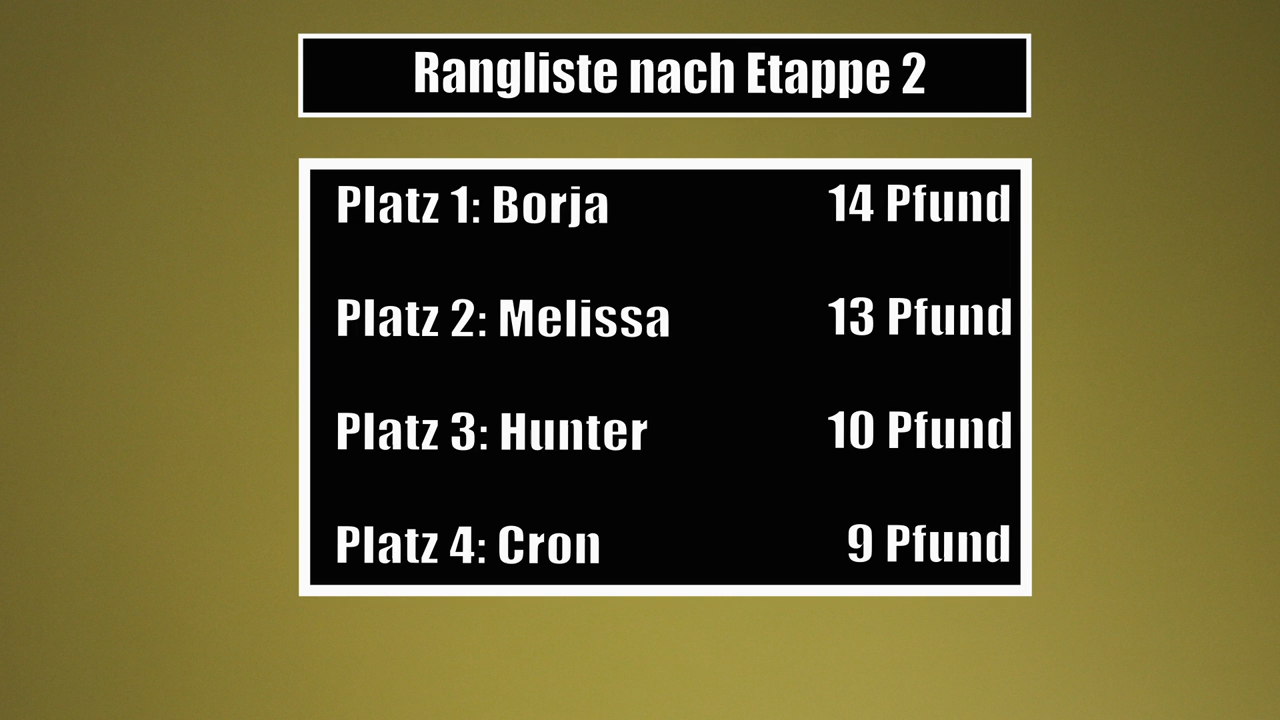 Rangliste nach Etappe 2
Platz 1: Borja 14 Pfund
Platz 2: Melissa 13 Pfund
Platz 3: Hunter 10 Pfund
Platz 4: Cron 9 Pfund